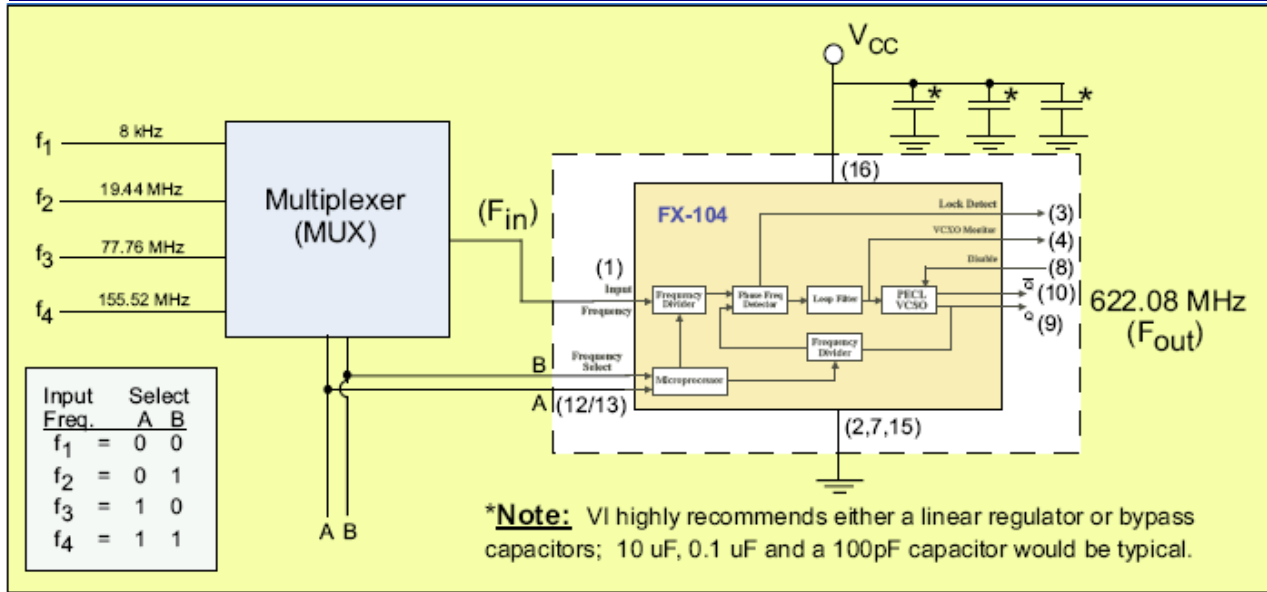 VCC
*
*
*
f1
8 kHz
f2
19.44 MHz
f3
77.76 MHz
f4
155.52 MHz
Multiplexer
(MUX)
(Fin)
(16)
FX-104
Lock Detect
(3)
VCXO Monitor
(4)
Disable
(8)
(1)
Input
Frequency
Frequency
Divider
Phase Freq
Detector
Loop Filter
PECL
VCSO
Q
(10)
Q
(9)
622.08 MHz
(Fout)
Frequency
Divider
Frequency
Select
Microprocessor
B
A
(12/13)
(2,7,15)
Input Select
Freq. A B
f1 = 0 0
f2 = 0 1
f3 = 1 0
f4 = 1 1
A B
*Note: VI highly recommends either a linear regulator or bypass
capacitors; 10 uF, 0.1 uF and a 100pF capacitor would be typical.